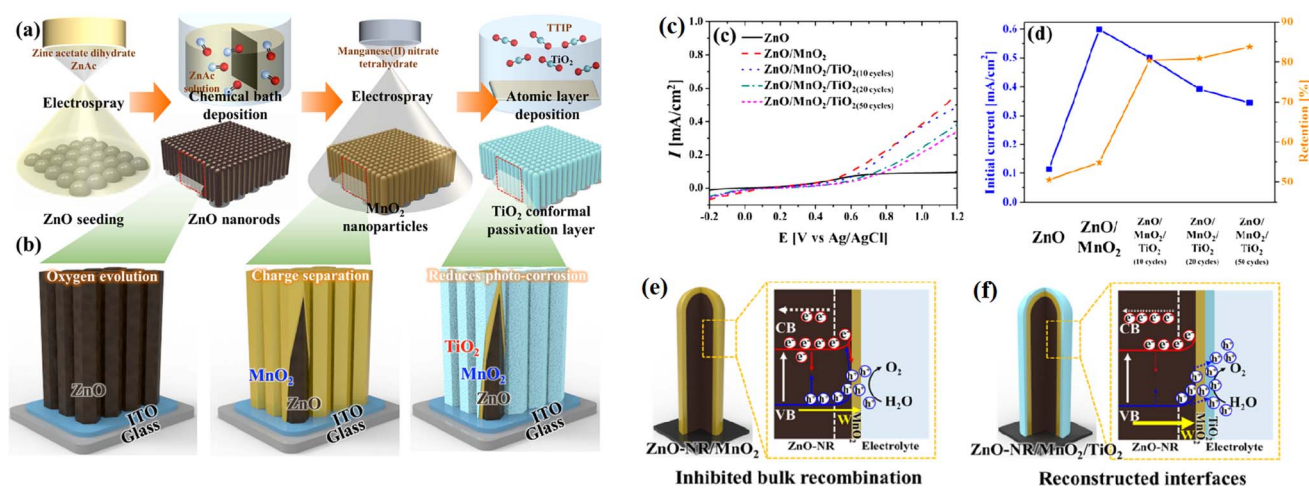 (a)
Zinc acetate dihydrate
ZnAc
Electrospray
ZnO seeding
ZnAc
solution
Chemical bath
deposition
ZnO nanorods
Manganese(II) nitrate
tetrahydrate
Electrospray
MnO₂
nanoparticles
TTIP
TiO₂
Atomic layer
deposition
TiO₂ conformal
passivation layer
(b)
Oxygen evolution
ZnO
ITO
Glass
Charge separation
MnO₂
ZnO
ITO
Glass
Reduces photo-corrosion
TiO₂
MnO₂
ZnO
ITO
Glass
(c)
(c)
ZnO
ZnO/MnO₂
ZnO/MnO₂/TiO₂(10 cycles)
ZnO/MnO₂/TiO₂(20 cycles)
ZnO/MnO₂/TiO₂(50 cycles)
I [mA/cm2]
1.0
0.8
0.6
0.4
0.2
0.0
-0.2 0.0 0.2 0.4 0.6 0.8 1.0 1.2
E [V vs Ag/AgCl]
(d)
Initial current [mA/cm²]
0.6
0.5
0.4
0.3
0.2
0.1
0.0
Retention [%]
90
80
70
60
50
ZnO
ZnO/
MnO₂
ZnO/
MnO₂/
TiO₂
(10 cycles)
ZnO/
MnO₂/
TiO₂
(20 cycles)
ZnO/
MnO₂/
TiO₂
(50 cycles)
(e)
ZnO-NR/MnO₂
CB
e⁻ e⁻
e⁻ e⁻ e⁻ e⁻ e⁻
e⁻
h⁺ h⁺ h⁺ h⁺ h⁺ h⁺
O₂
H₂O
VB
W
MnO₂
ZnO-NR
Electrolyte
Inhibited bulk recombination
(f)
ZnO-NR/MnO₂/TiO₂
CB
e⁻ e⁻ e⁻ e⁻
e⁻
h⁺ h⁺ h⁺ h⁺ h⁺ h⁺
O₂
H₂O
VB
W
MnO₂
TiO₂
ZnO-NR
Electrolyte
Reconstructed interfaces